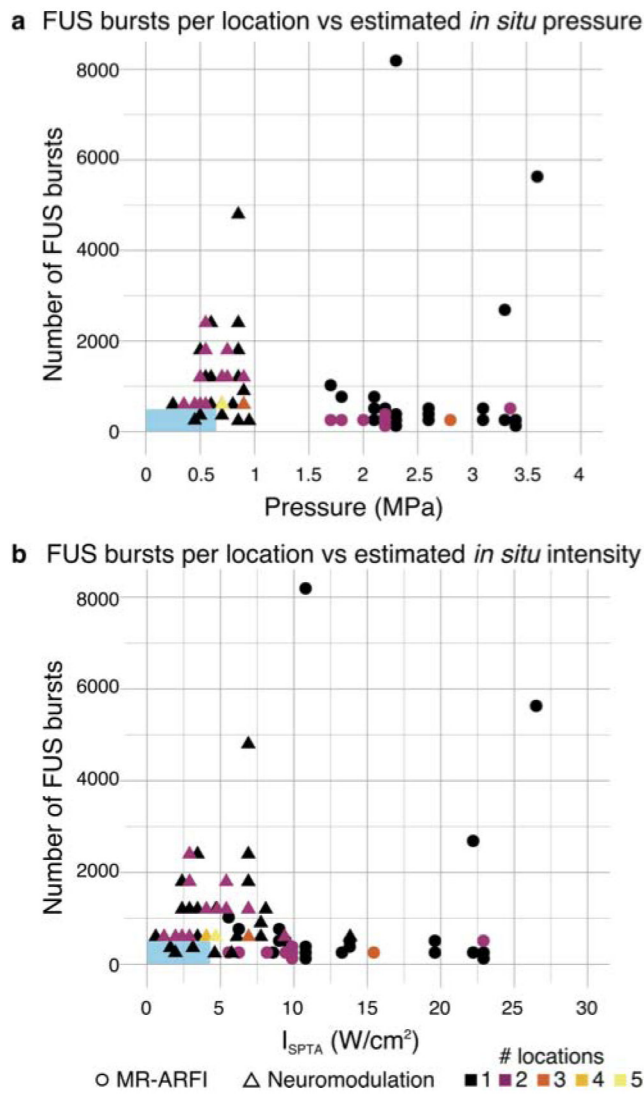 a FUS bursts per location vs estimated in situ pressure
Number of FUS bursts
8000
6000
4000
2000
0
0 0.5 1 1.5 2 2.5 3 3.5 4
Pressure (MPa)
b FUS bursts per location vs estimated in situ intensity
Number of FUS bursts
8000
6000
4000
2000
0
0 5 10 15 20 25 30
I_SPTA (W/cm²)
# locations
MR-ARFI Neuromodulation 1 2 3 4 5